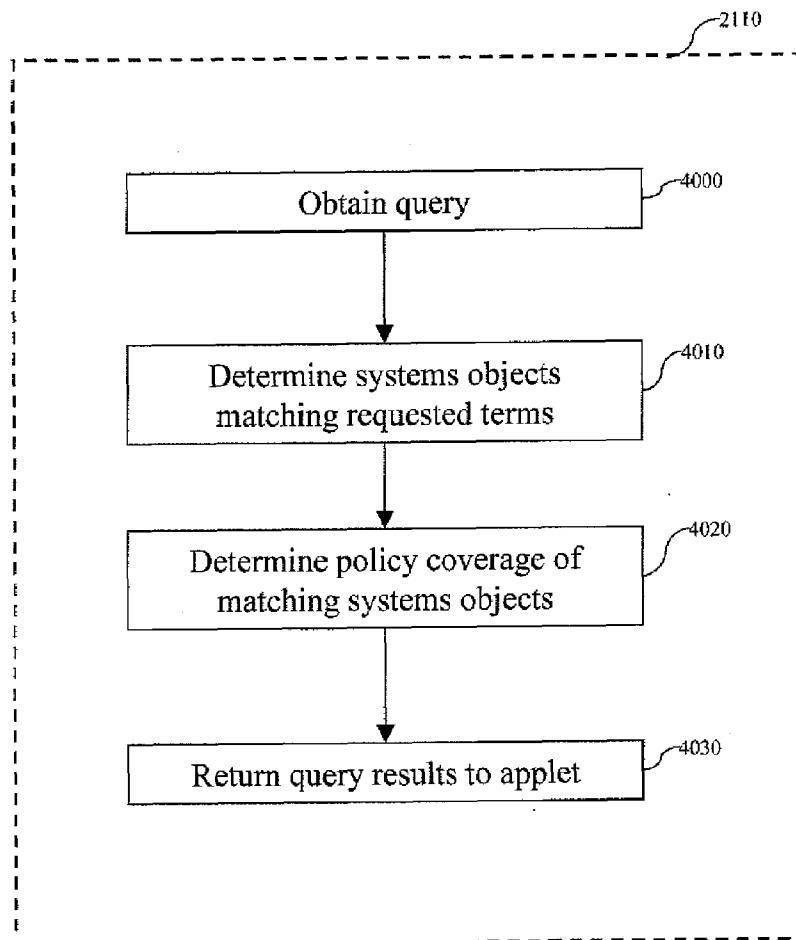 2110
Obtain query
4000
Determine systems objects
matching requested terms
4010
Determine policy coverage of
matching systems objects
4020
Return query results to applet
4030